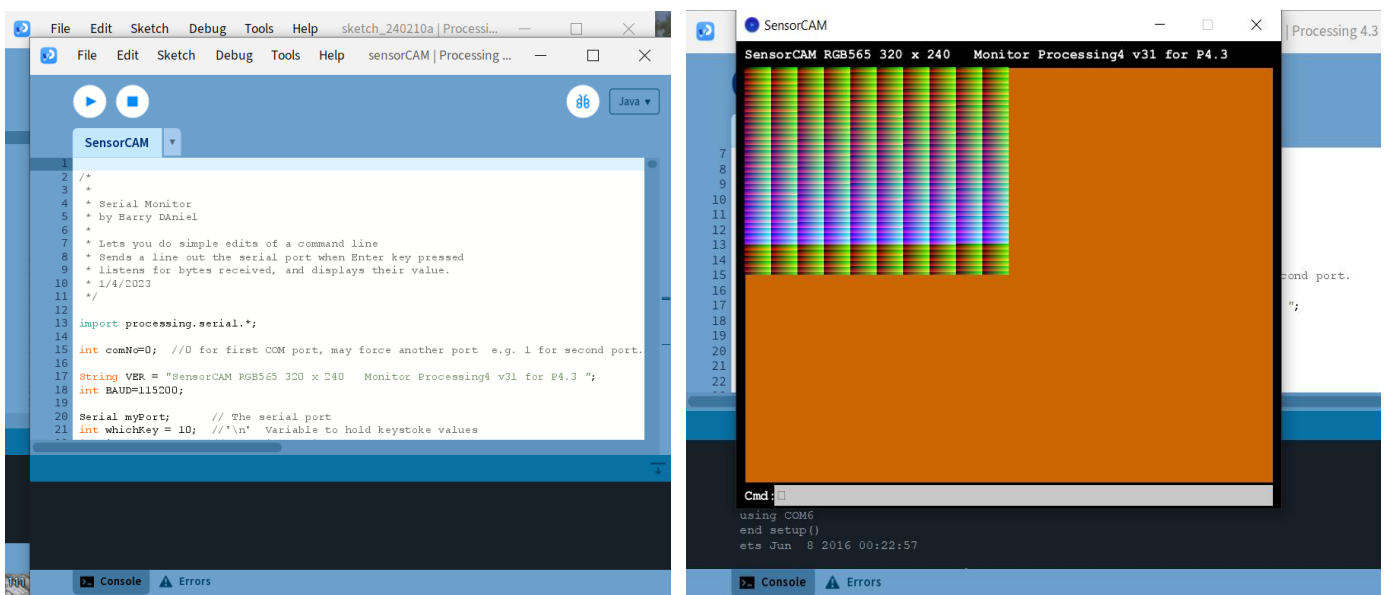 File Edit Sketch Debug Tools Help sketch_240210a | Processi...
File Edit Sketch Debug Tools Help sensorCAM | Processing ...
Java ▾
SensorCAM ▾
1
2 /*
3 *
4 * Serial Monitor
5 * by Barry DAniel
6 *
7 * Lets you do simple edits of a command line
8 * Sends a line out the serial port when Enter key pressed
9 * listens for bytes received, and displays their value.
10 * 1/4/2023
11 */
12
13 import processing.serial.*;
14
15 int comNo=0; //0 for first COM port, may force another port e.g. 1 for second port.
16
17 String VER = "SensorCAM RGB565 320 x 240 Monitor Processing4 v31 for P4.3 ";
18 int BAUD=115200;
19
20 Serial myPort; // The serial port
21 int whichKey = 10; //'\n' Variable to hold keystoke values
Console Errors
SensorCAM
| Processing 4.3
SensorCAM RGB565 320 x 240 Monitor Processing4 v31 for P4.3
7
8
9
10
11
12
13
14
15 cond port.
16
17 ";
18
19
20
21
22
Cmd:
using COM6
end setup()
ets Jun 8 2016 00:22:57
Console Errors